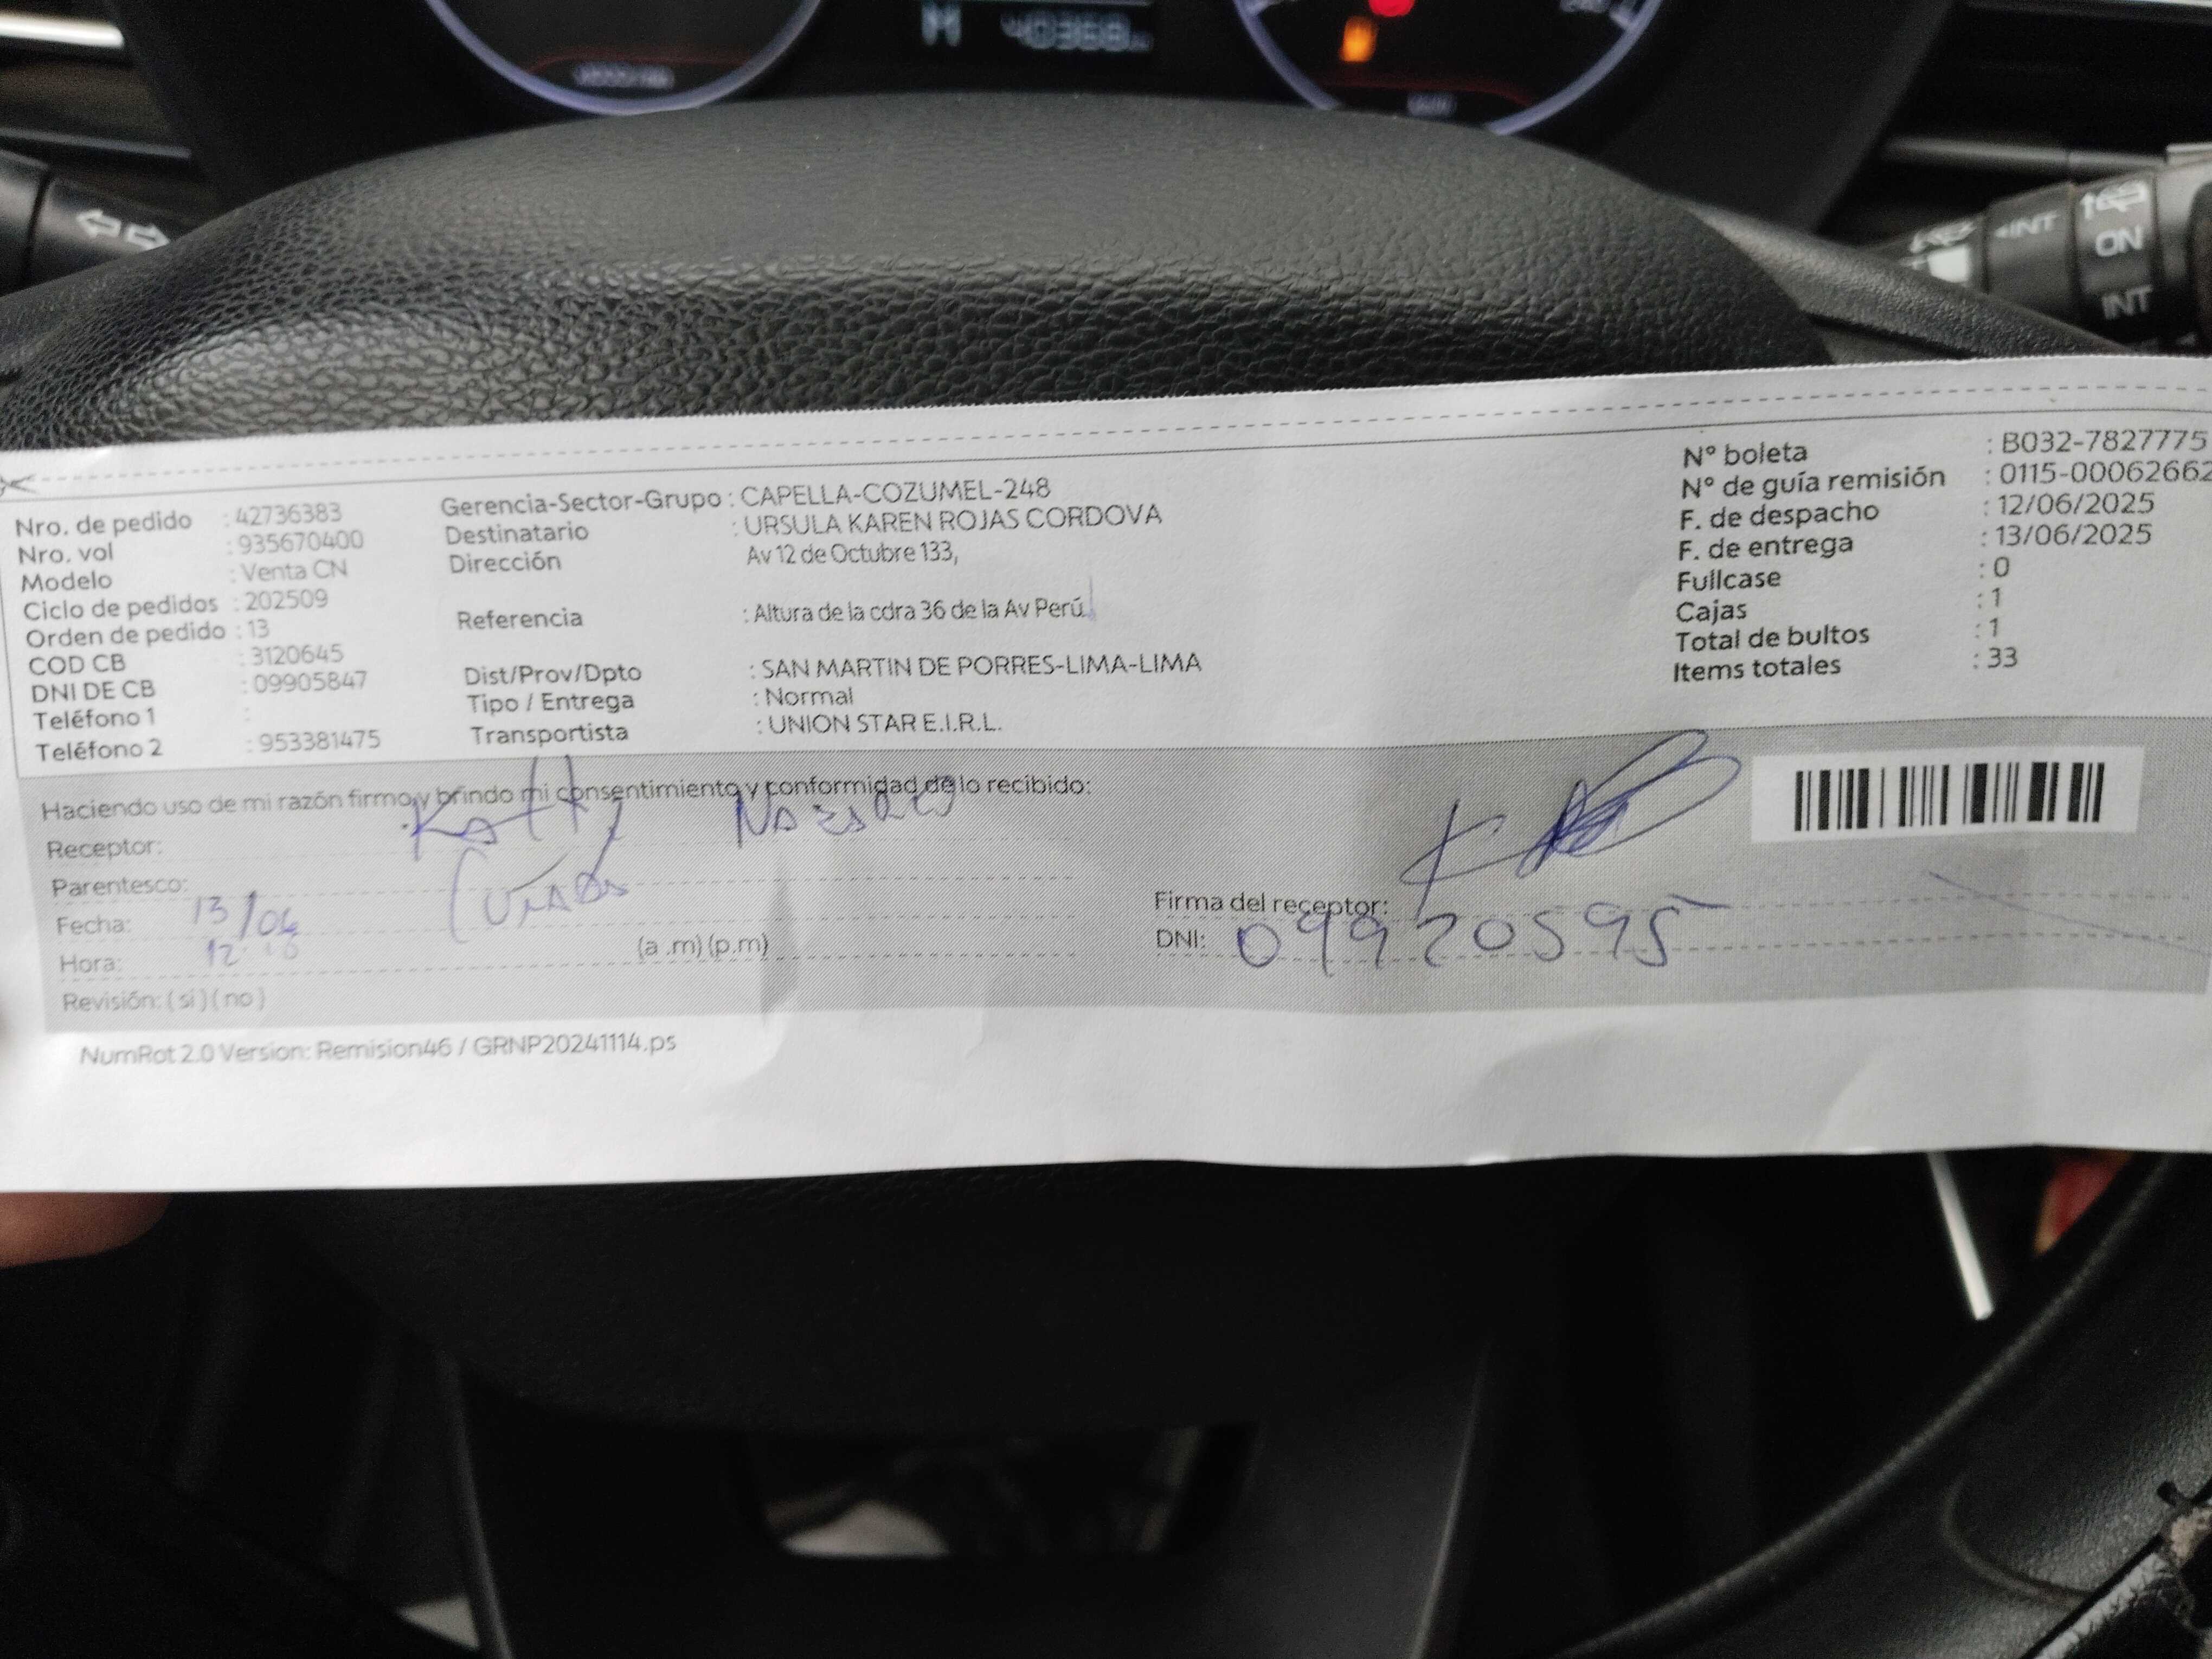 40368
INT
ON
INT
Nro. de pedido : 42736383
Nro. vol : 935670400
Modelo : Venta CN
Ciclo de pedidos : 202509
Orden de pedido : 13
COD CB : 3120645
DNI DE CB : 09905847
Teléfono 1 :
Teléfono 2 : 953381475
Gerencia-Sector-Grupo : CAPELLA-COZUMEL-248
Destinatario : URSULA KAREN ROJAS CORDOVA
Dirección Av 12 de Octubre 133,
Referencia : Altura de la cdra 36 de la Av Perú
Dist/Prov/Dpto : SAN MARTIN DE PORRES-LIMA-LIMA
Tipo / Entrega : Normal
Transportista : UNION STAR E.I.R.L.
N° boleta : B032-7827775
N° de guía remisión : 0115-00062662
F. de despacho : 12/06/2025
F. de entrega : 13/06/2025
Fullcase : 0
Cajas : 1
Total de bultos : 1
Items totales : 33
Haciendo uso de mi razón firmo y brindo mi consentimiento y conformidad de lo recibido:
Receptor: Katty
Parentesco:
Fecha: 13/06
Hora: 12 (a .m) (p.m)
Revisión: ( si ) ( no )
Firma del receptor:
DNI: 09920595
NumRot 2.0 Version: Remision46 / GRNP20241114.ps